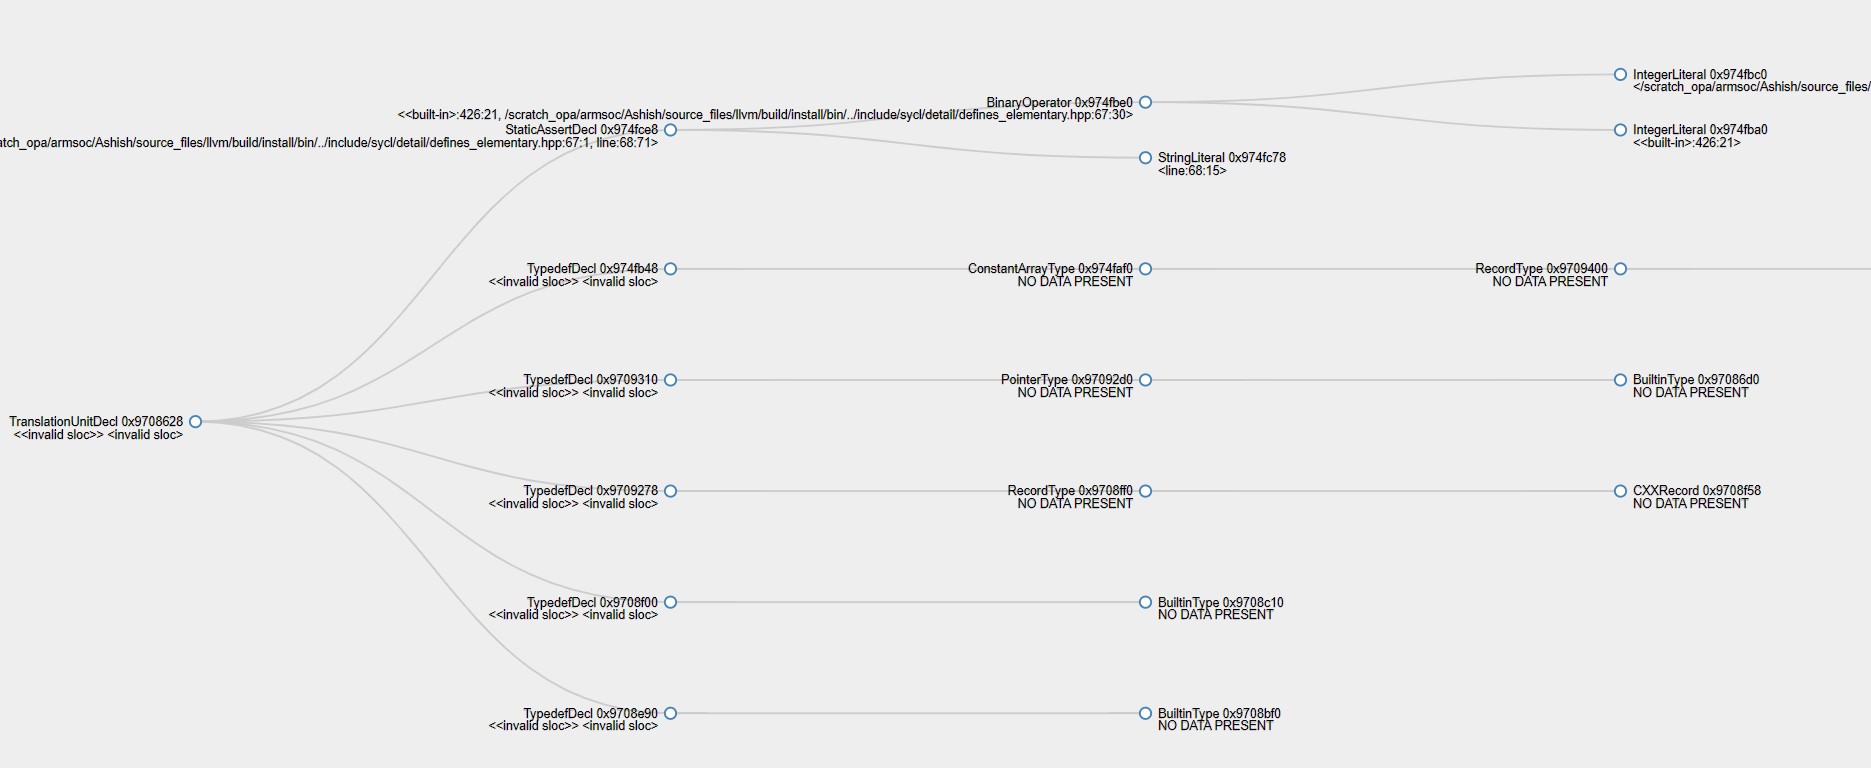 IntegerLiteral 0x974fbc0
</scratch_opa/armsoc/Ashish/source_files/
BinaryOperator 0x974fbe0
<<built-in>:426:21, /scratch_opa/armsoc/Ashish/source_files/llvm/build/install/bin/../include/sycl/detail/defines_elementary.hpp:67:30>
StaticAssertDecl 0x974fce8
atch_opa/armsoc/Ashish/source_files/llvm/build/install/bin/../include/sycl/detail/defines_elementary.hpp:67:1, line:68:71>
IntegerLiteral 0x974fba0
<<built-in>:426:21>
StringLiteral 0x974fc78
<line:68:15>
TypedefDecl 0x974fb48
<<invalid sloc>> <invalid sloc>
ConstantArrayType 0x974faf0
NO DATA PRESENT
RecordType 0x9709400
NO DATA PRESENT
TypedefDecl 0x9709310
<<invalid sloc>> <invalid sloc>
PointerType 0x97092d0
NO DATA PRESENT
BuiltinType 0x97086d0
NO DATA PRESENT
TranslationUnitDecl 0x9708628
<<invalid sloc>> <invalid sloc>
TypedefDecl 0x9709278
<<invalid sloc>> <invalid sloc>
RecordType 0x9708ff0
NO DATA PRESENT
CXXRecord 0x9708f58
NO DATA PRESENT
TypedefDecl 0x9708f00
<<invalid sloc>> <invalid sloc>
BuiltinType 0x9708c10
NO DATA PRESENT
TypedefDecl 0x9708e90
<<invalid sloc>> <invalid sloc>
BuiltinType 0x9708bf0
NO DATA PRESENT